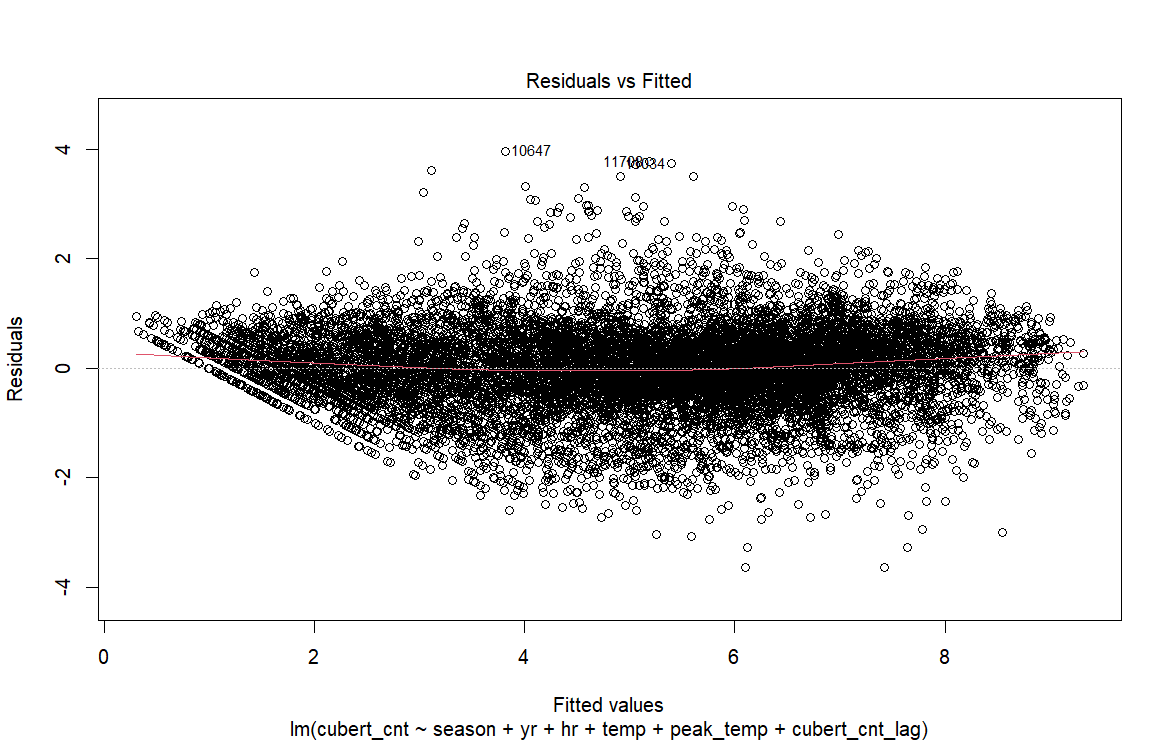 Residuals vs Fitted
Residuals
4
2
0
-2
-4
10647
0
2
4
6
8
Fitted values
lm(cubert_cnt ~ season + yr + hr + temp + peak_temp + cubert_cnt_lag)